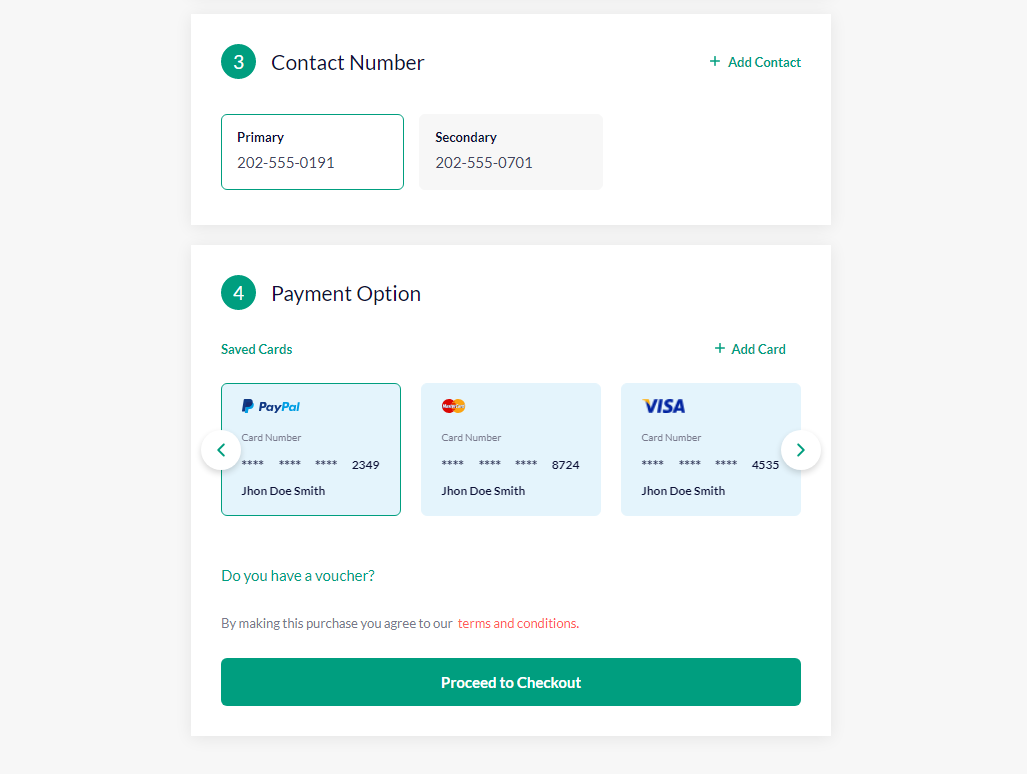 3 Contact Number + Add Contact
Primary Secondary
202-555-0191 202-555-0701
4 Payment Option
Saved Cards + Add Card
PayPal MasterCard VISA
Card Number Card Number Card Number
**** **** **** 2349 **** **** **** 8724 **** **** **** 4535
Jhon Doe Smith Jhon Doe Smith Jhon Doe Smith
Do you have a voucher?
By making this purchase you agree to our terms and conditions.
Proceed to Checkout